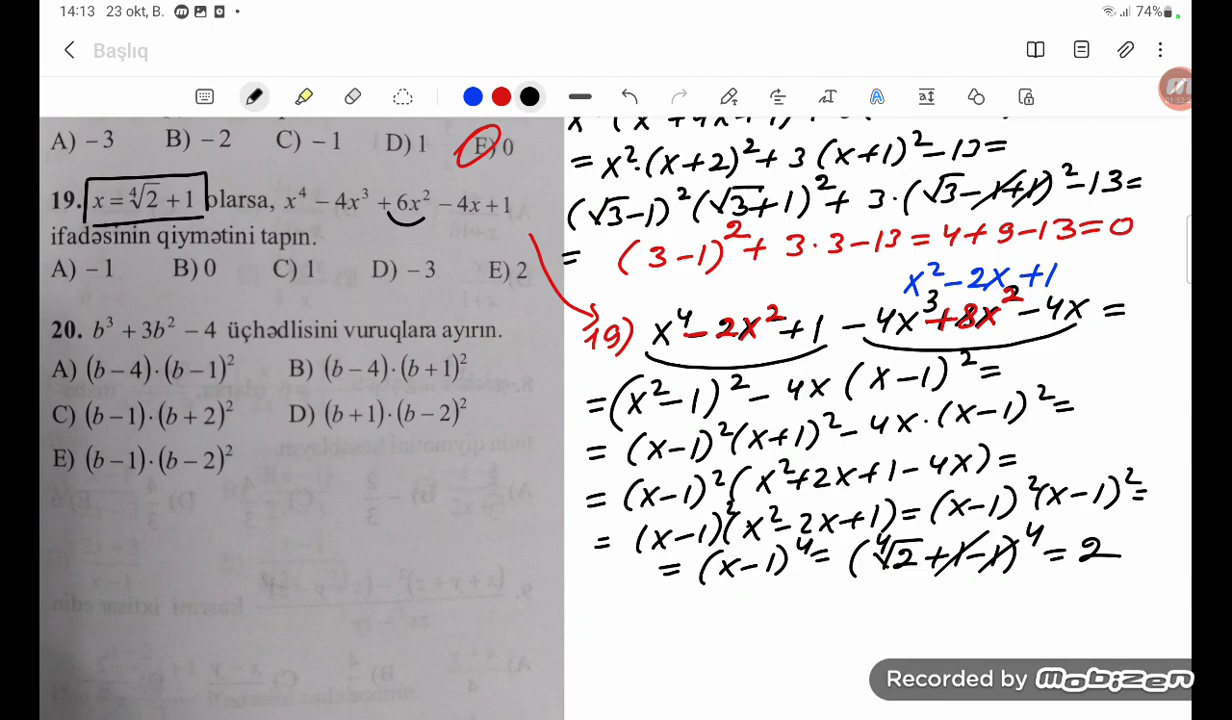 14:13 23 okt, B. 74%
Başlıq
A) – 3 B) – 2 C) – 1 D) 1 E) 0
19. x = ⁴√2 + 1 olarsa, x⁴ – 4x³ + 6x² – 4x + 1
ifadəsinin qiymətini tapın.
A) – 1 B) 0 C) 1 D) – 3 E) 2
20. b³ + 3b² – 4 üçhədlisini vuruqlara ayırın.
A) (b – 4) · (b – 1)² B) (b – 4) · (b + 1)²
C) (b – 1) · (b + 2)² D) (b + 1) · (b – 2)²
E) (b – 1) · (b – 2)²
= x² · (x + 2)² + 3 (x + 1)² – 13 =
(√3 – 1)² (√3 + 1)² + 3 · (√3 – 1 + 1)² – 13 =
= (3 – 1)² + 3 · 3 – 13 = 4 + 9 – 13 = 0
x² – 2x + 1
19) x⁴ – 2x² + 1 – 4x³ + 8x² – 4x =
= (x² – 1)² – 4x (x – 1)² =
= (x – 1)² (x + 1)² – 4x · (x – 1)² =
= (x – 1)² (x² + 2x + 1 – 4x) =
= (x – 1)² (x² – 2x + 1) = (x – 1)² (x – 1)² =
= (x – 1)⁴ = (⁴√2 + 1 – 1)⁴ = 2
Recorded by mobizen